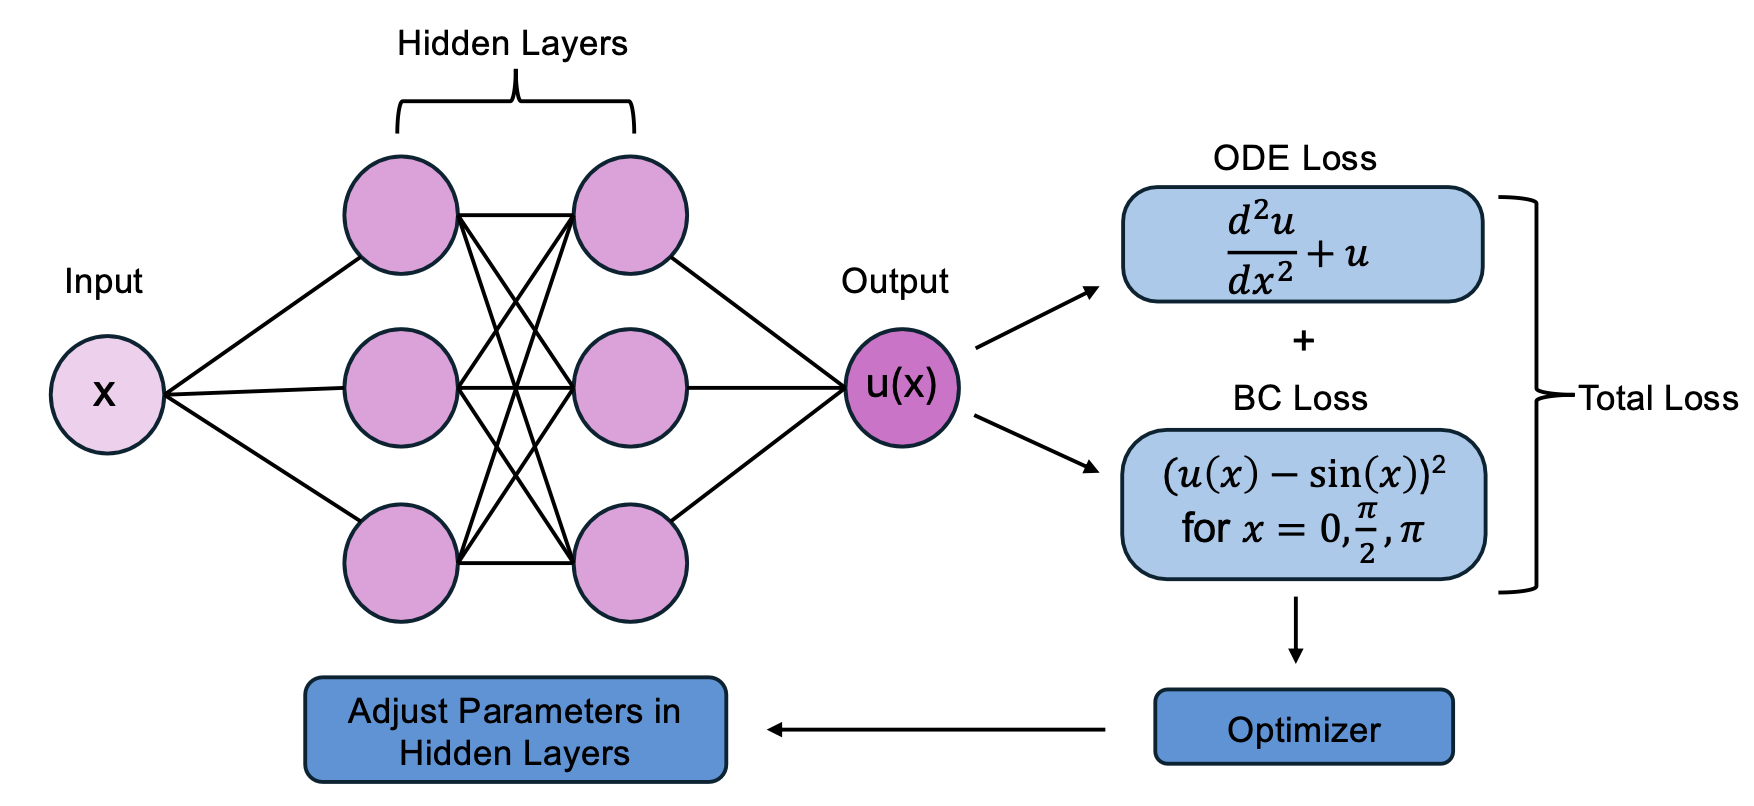 Hidden Layers
Input
x
Output
u(x)
ODE Loss
d²u/dx² + u
+
BC Loss
(u(x) − sin(x))²
for x = 0, π/2, π
Total Loss
Optimizer
Adjust Parameters in
Hidden Layers